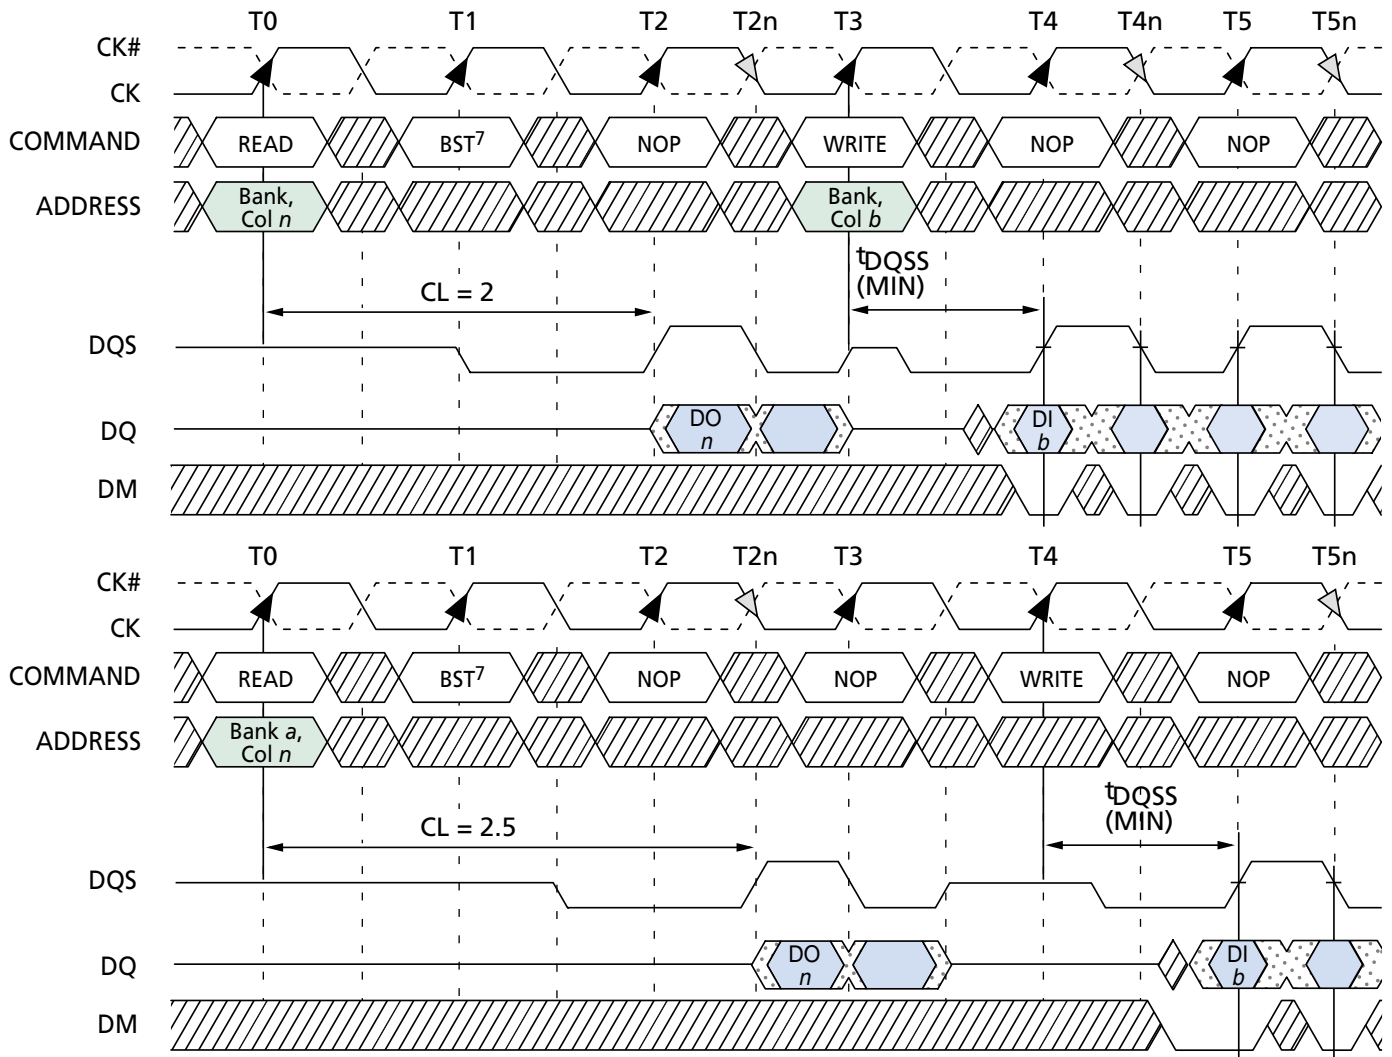 T0 T1 T2 T2n T3 T4 T4n T5 T5n
CK#
CK
COMMAND READ BST7 NOP WRITE NOP NOP
ADDRESS Bank, Bank,
Col n Col b
tDQSS
(MIN)
CL = 2
DQS
DQ DO DI
n b
DM
T0 T1 T2 T2n T3 T4 T5 T5n
CK#
CK
COMMAND READ BST7 NOP NOP WRITE NOP
ADDRESS Bank a,
Col n
tDQSS
(MIN)
CL = 2.5
DQS
DQ DO DI
n b
DM